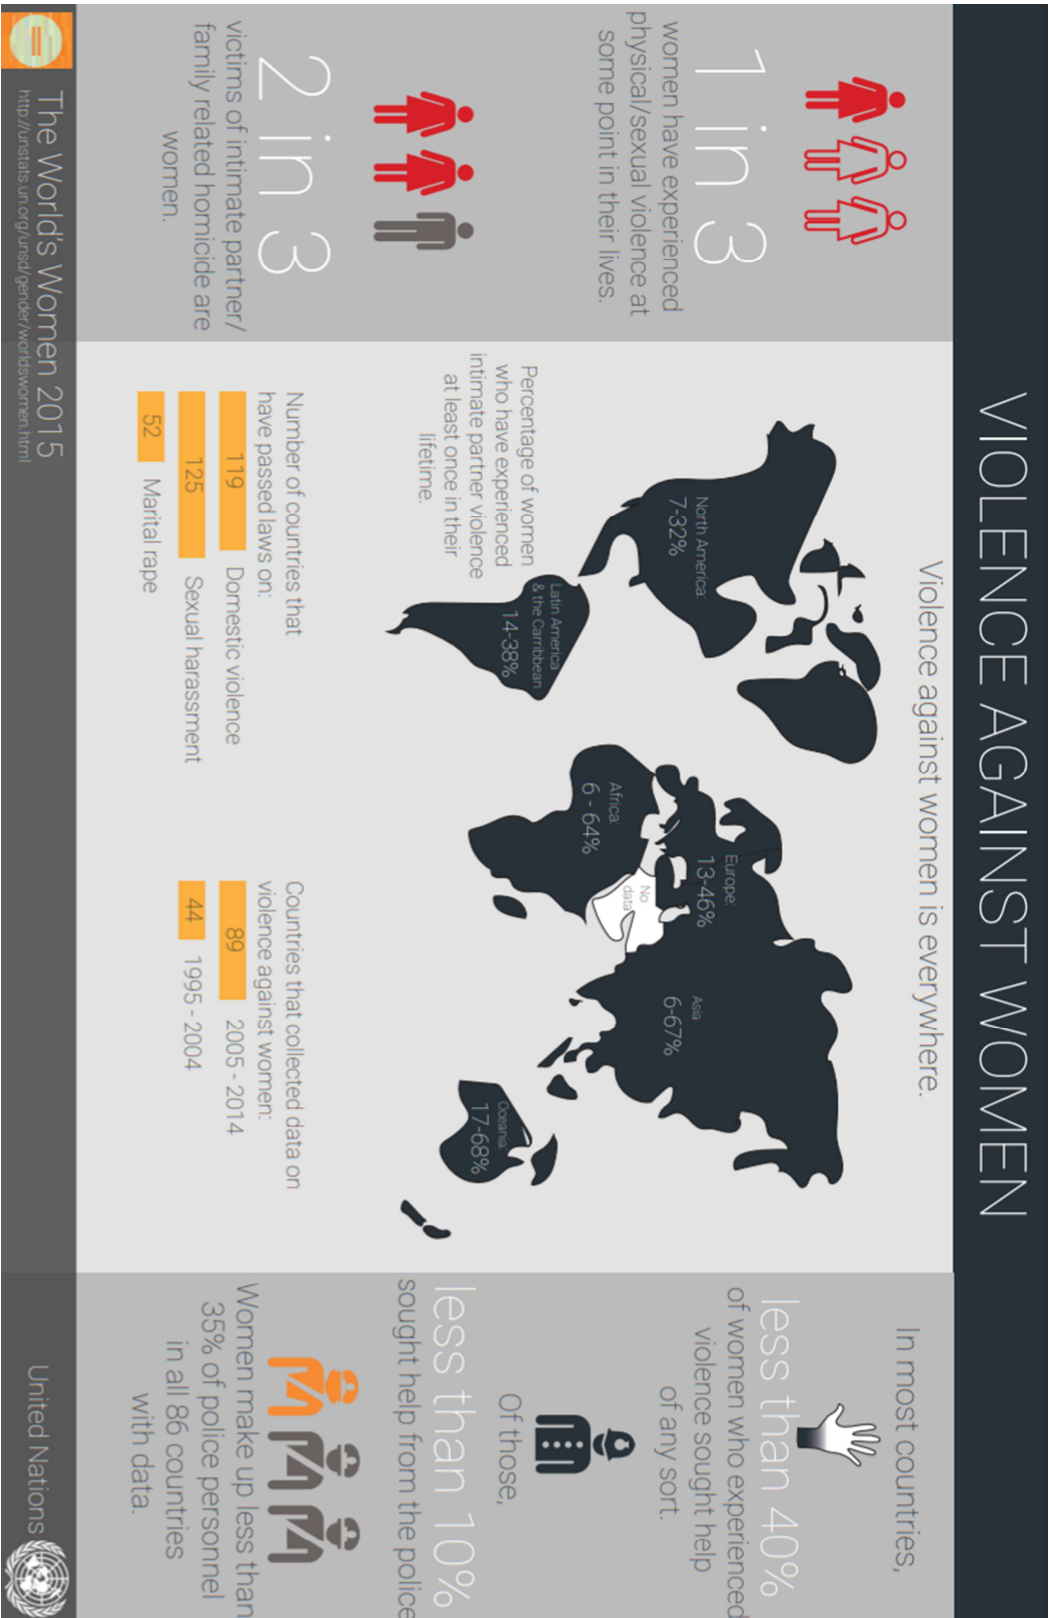 VIOLENCE AGAINST WOMEN
Violence against women is everywhere.
1 in 3
women have experienced
physical/sexual violence at
some point in their lives.
2 in 3
victims of intimate partner/
family related homicide are
women.
North America:
7-32%
Latin America
& the Carribbean
14-38%
Africa:
6 - 64%
Europe:
13-46%
No
data
Asia
6-67%
Oceania:
17-68%
Percentage of women
who have experienced
intimate partner violence
at least once in their
lifetime.
Number of countries that
have passed laws on:
119 Domestic violence
125 Sexual harassment
52 Marital rape
Countries that collected data on
violence against women:
89 2005 - 2014
44 1995 - 2004
In most countries,
less than 40%
of women who experienced
violence sought help
of any sort.
Of those,
less than 10%
sought help from the police
Women make up less than
35% of police personnel
in all 86 countries
with data.
The World's Women 2015
http://unstats.un.org/unsd/gender/worldswomen.html
United Nations